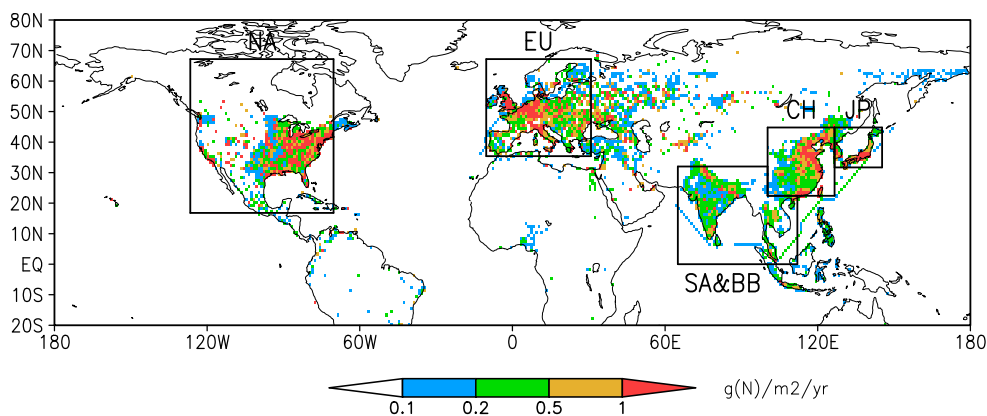 80N
70N
60N
50N
40N
30N
20N
10N
EQ
10S
20S
NA
EU
CH
JP
SA&BB
180 120W 60W 0 60E 120E 180
0.1 0.2 0.5 1
g(N)/m2/yr